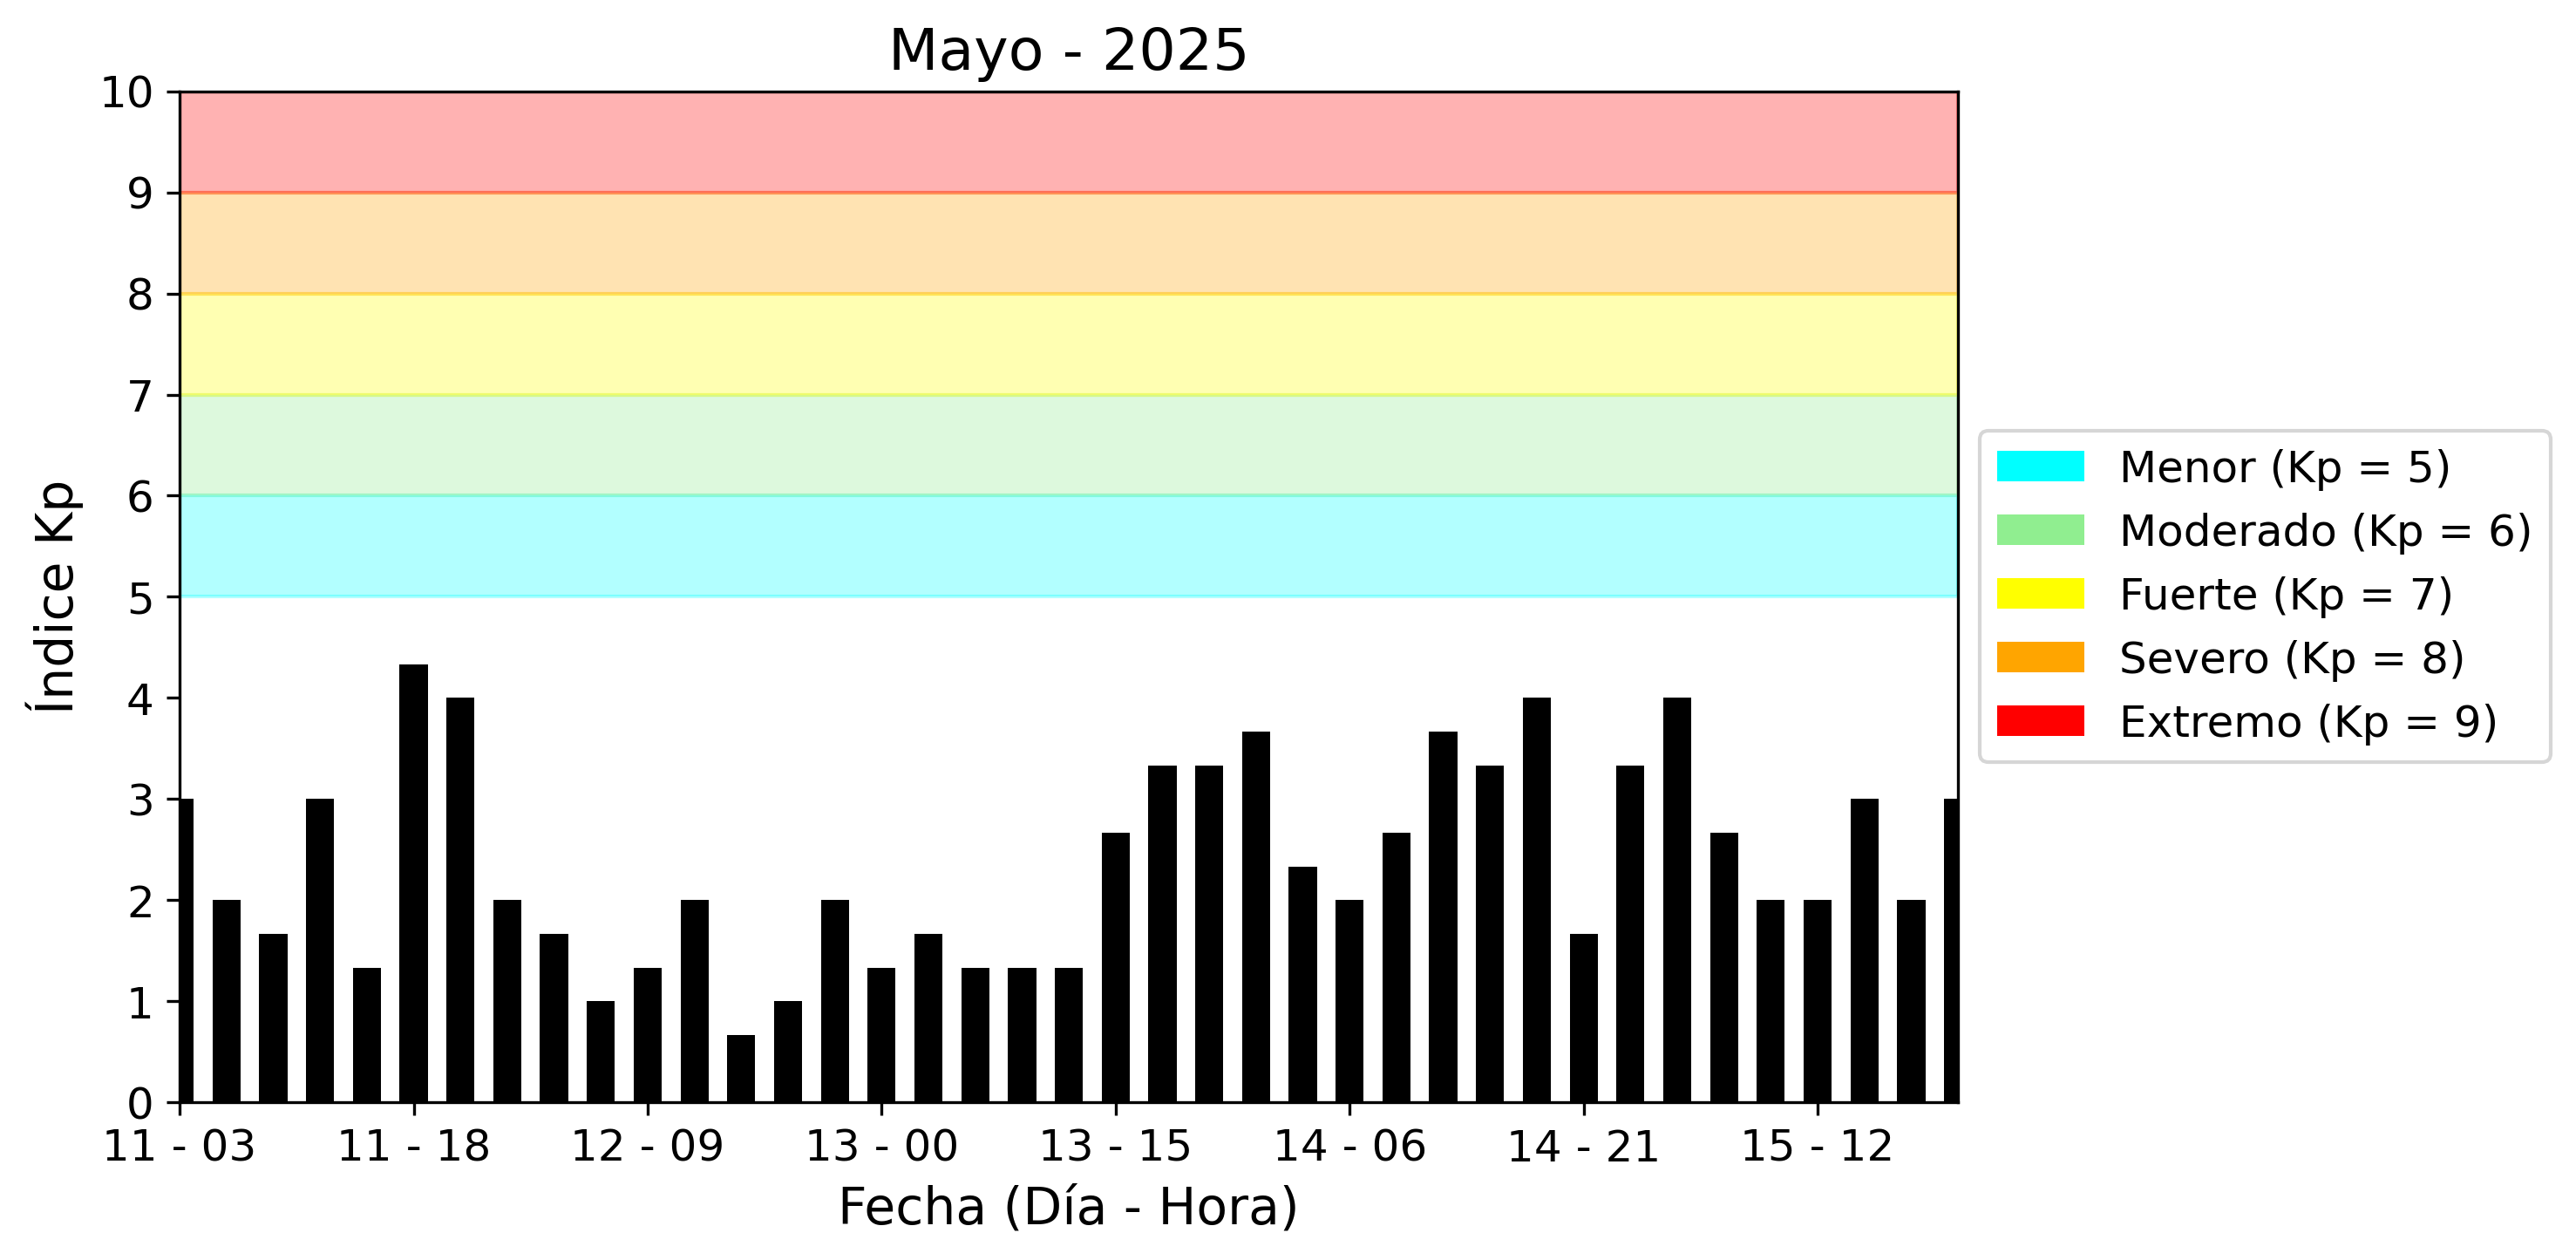 Mayo - 2025
10
9
8
7
6
5
4
3
2
1
0
Índice Kp
11 - 03
11 - 18
12 - 09
13 - 00
13 - 15
14 - 06
14 - 21
15 - 12
Fecha (Día - Hora)
Menor (Kp = 5)
Moderado (Kp = 6)
Fuerte (Kp = 7)
Severo (Kp = 8)
Extremo (Kp = 9)